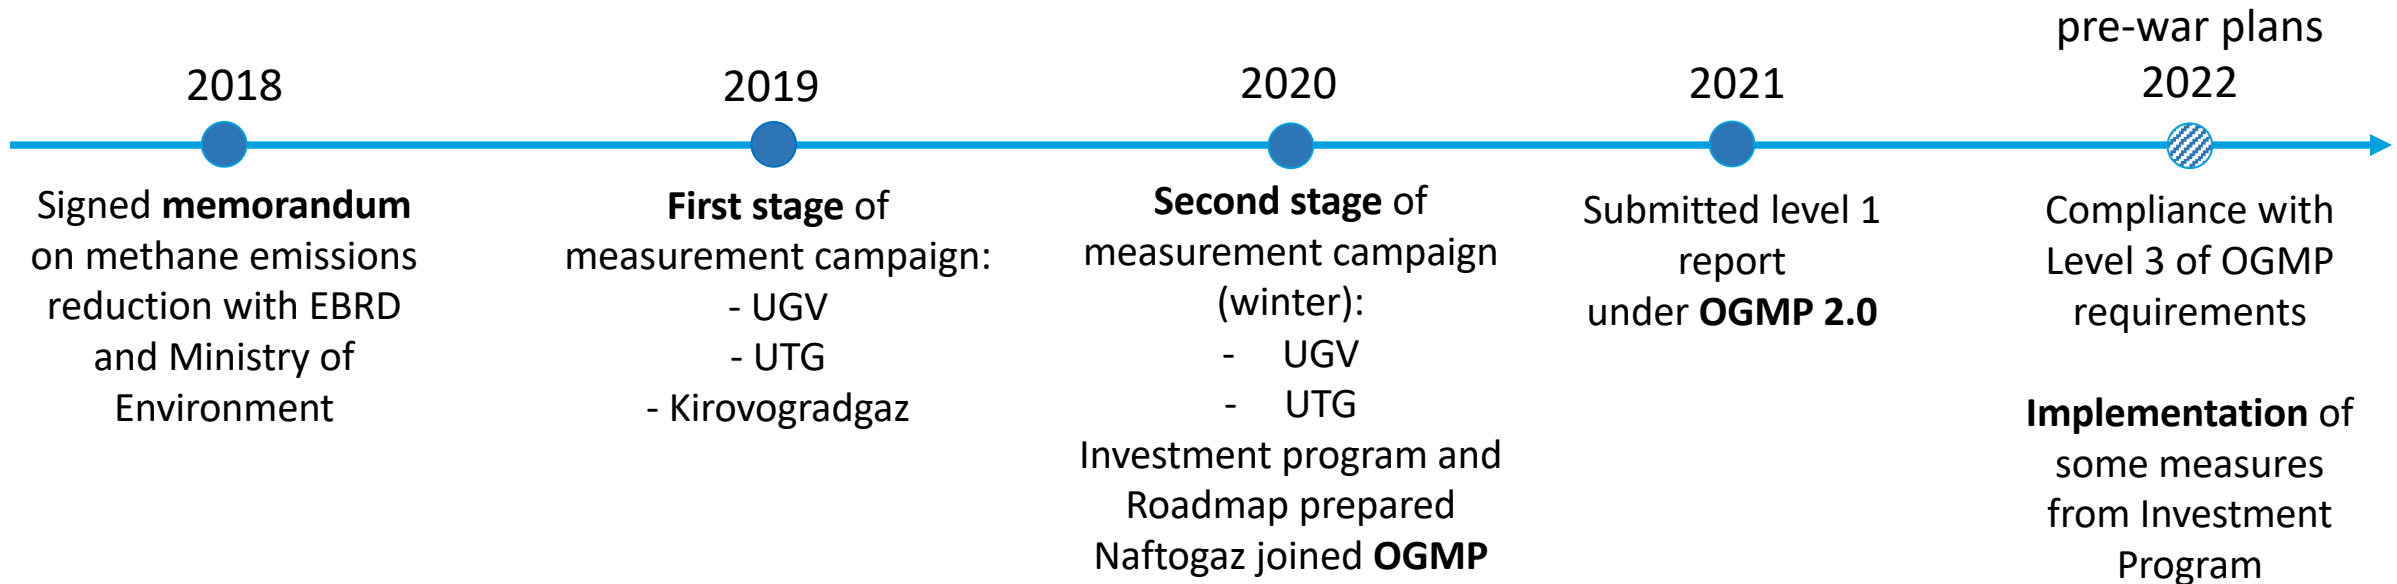 2018
Signed memorandum
on methane emissions
reduction with EBRD
and Ministry of
Environment
2019
First stage of
measurement campaign:
- UGV
- UTG
- Kirovogradgaz
2020
Second stage of
measurement campaign
(winter):
- UGV
- UTG
Investment program and
Roadmap prepared
Naftogaz joined OGMP
2021
Submitted level 1
report
under OGMP 2.0
pre-war plans
2022
Compliance with
Level 3 of OGMP
requirements
Implementation of
some measures
from Investment
Program